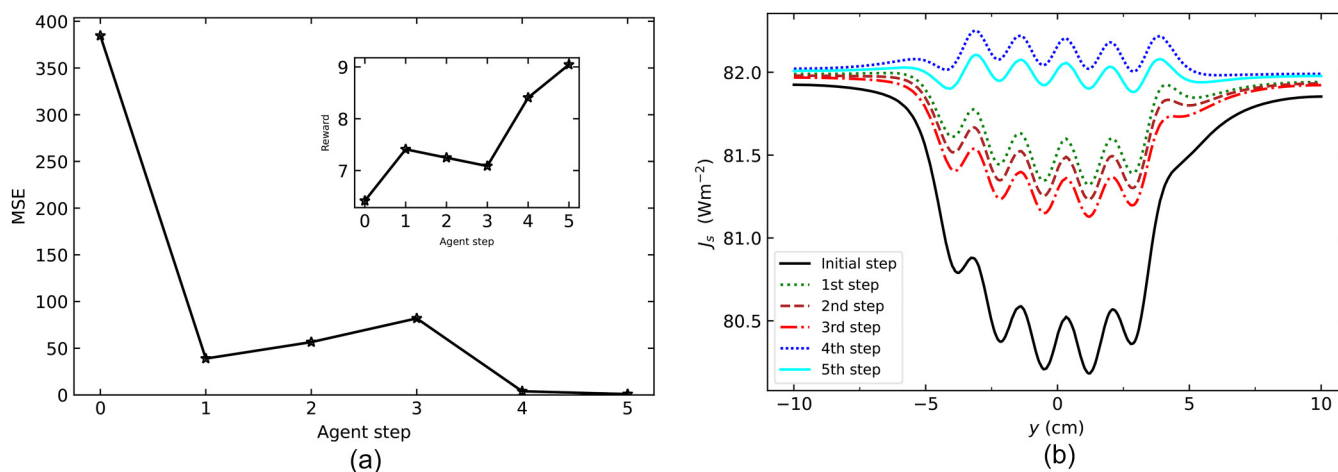 400
350
300
250
200
150
100
50
0
MSE
0 1 2 3 4 5
Agent step
(a)
9
8
7
Reward
0 1 2 3 4 5
Agent step
82.0
81.5
81.0
80.5
J_s (Wm⁻²)
Initial step
1st step
2nd step
3rd step
4th step
5th step
−10 −5 0 5 10
y (cm)
(b)